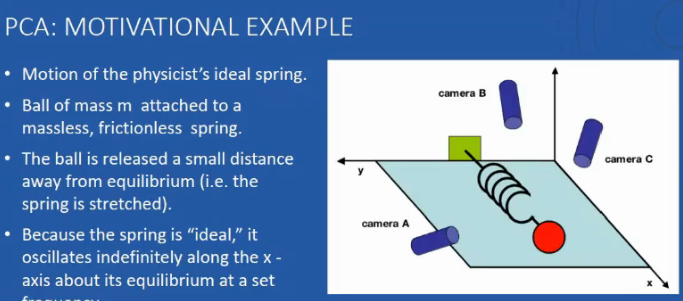 PCA: MOTIVATIONAL EXAMPLE
• Motion of the physicist's ideal spring.
• Ball of mass m attached to a
massless, frictionless spring.
• The ball is released a small distance
away from equilibrium (i.e. the
spring is stretched).
• Because the spring is “ideal,” it
oscillates indefinitely along the x -
axis about its equilibrium at a set
camera B
camera C
y
camera A
x